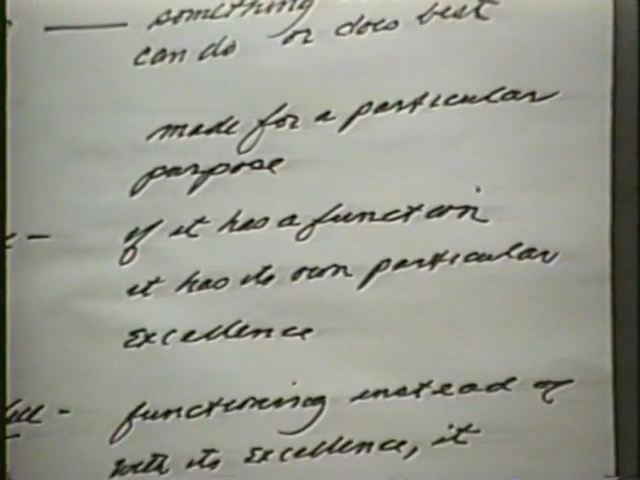 something
can do or does best
made for a particular
purpose
if it has a function
it has its own particular
Excellence
functioning instead of
with its Excellence, it